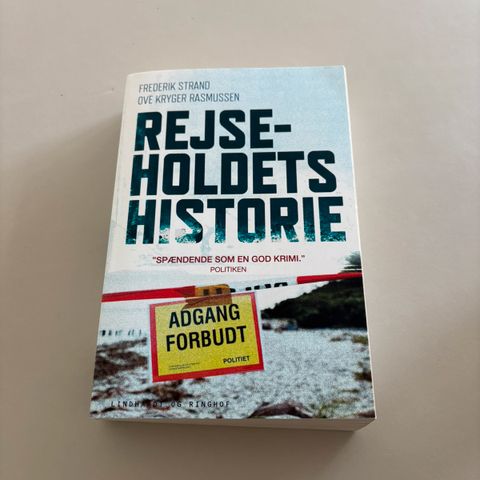 FREDERIK STRAND
OVE KRYGER RASMUSSEN
REJSE-
HOLDETS
HISTORIE
"SPÆNDENDE SOM EN GOD KRIMI."
POLITIKEN
ADGANG
FORBUDT
POLITIET
LINDHARDT OG RINGHOF